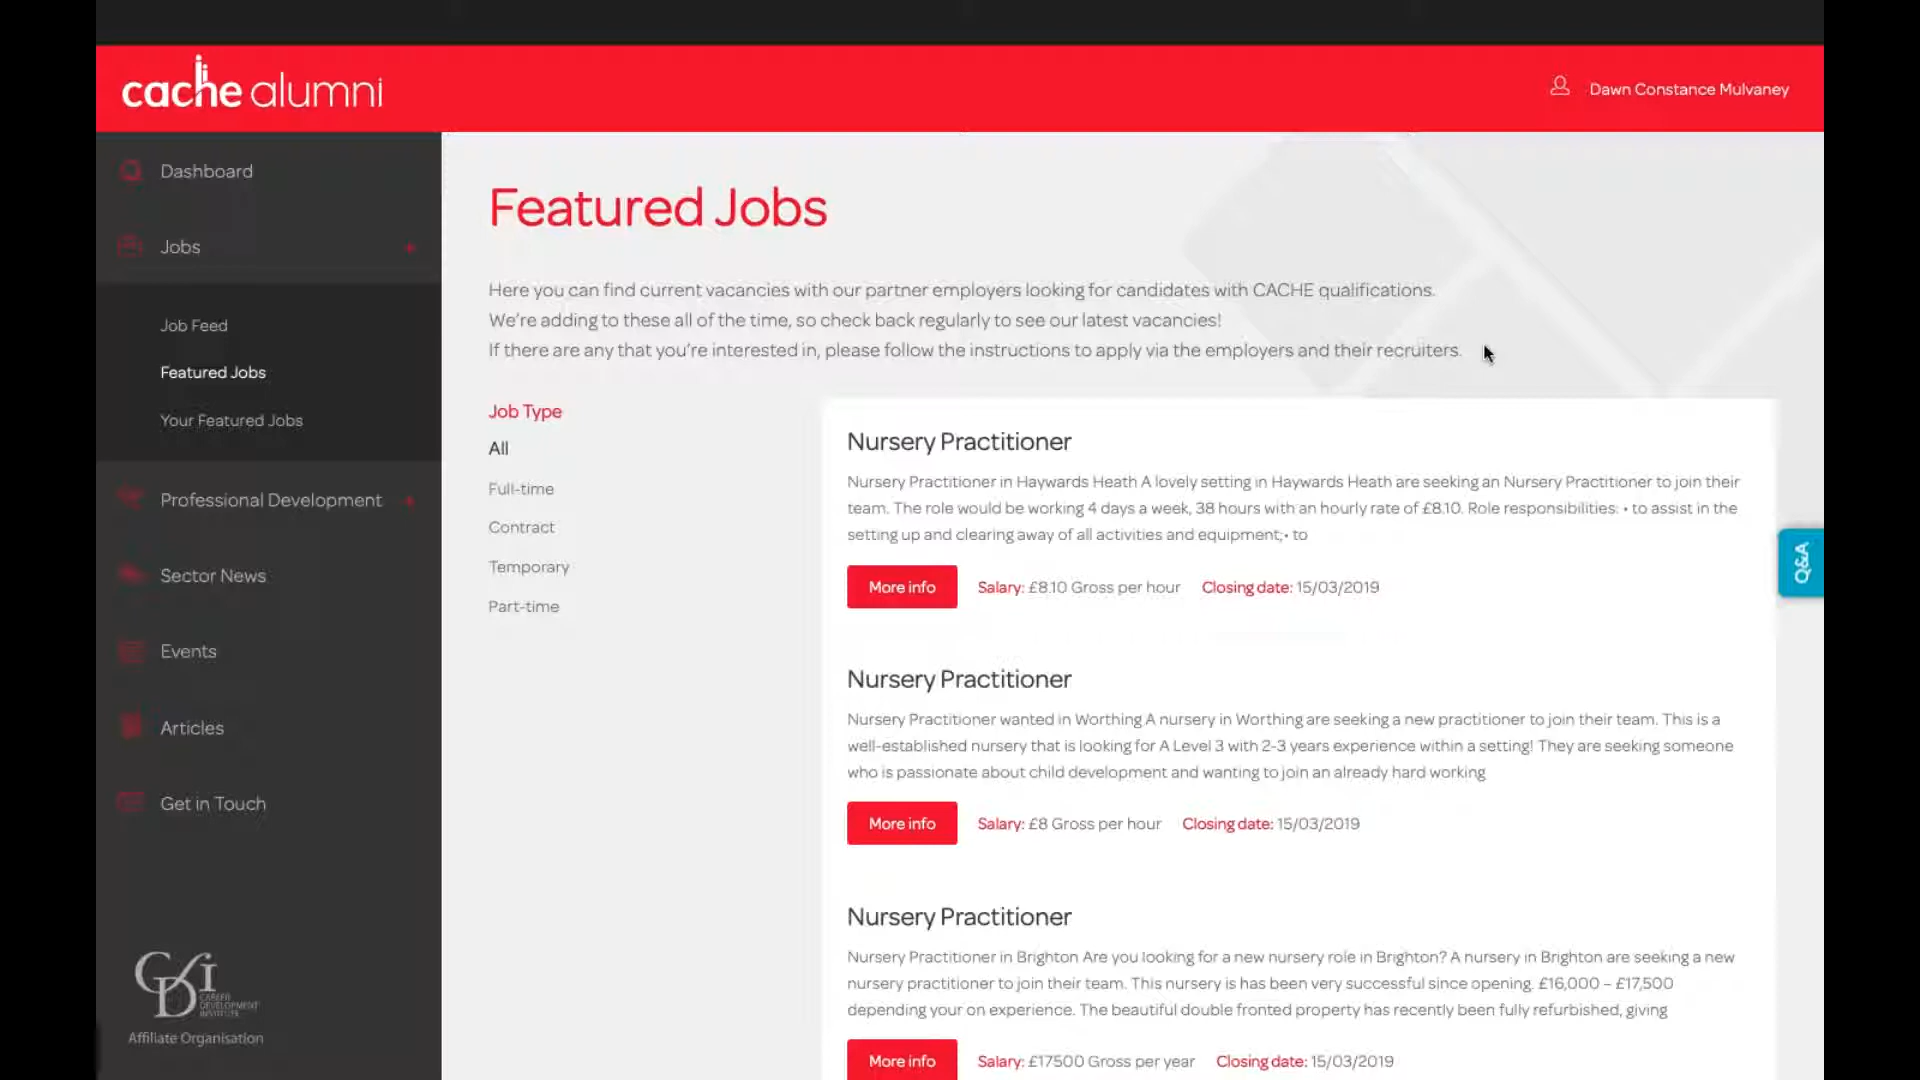 cache alumni
Dawn Constance Mulvaney
Dashboard
Jobs
Job Feed
Featured Jobs
Your Featured Jobs
Professional Development
Sector News
Events
Articles
Get in Touch
CDI
CAREER
DEVELOPMENT
INSTITUTE
Affiliate Organisation
Featured Jobs
Here you can find current vacancies with our partner employers looking for candidates with CACHE qualifications.
We're adding to these all of the time, so check back regularly to see our latest vacancies!
If there are any that you're interested in, please follow the instructions to apply via the employers and their recruiters.
Job Type
All
Full-time
Contract
Temporary
Part-time
Nursery Practitioner
Nursery Practitioner in Haywards Heath A lovely setting in Haywards Heath are seeking an Nursery Practitioner to join their
team. The role would be working 4 days a week, 38 hours with an hourly rate of £8.10. Role responsibilities: • to assist in the
setting up and clearing away of all activities and equipment;• to
More info Salary: £8.10 Gross per hour Closing date: 15/03/2019
Nursery Practitioner
Nursery Practitioner wanted in Worthing A nursery in Worthing are seeking a new practitioner to join their team. This is a
well-established nursery that is looking for A Level 3 with 2-3 years experience within a setting! They are seeking someone
who is passionate about child development and wanting to join an already hard working
More info Salary: £8 Gross per hour Closing date: 15/03/2019
Nursery Practitioner
Nursery Practitioner in Brighton Are you looking for a new nursery role in Brighton? A nursery in Brighton are seeking a new
nursery practitioner to join their team. This nursery is has been very successful since opening. £16,000 – £17,500
depending your on experience. The beautiful double fronted property has recently been fully refurbished, giving
More info Salary: £17500 Gross per year Closing date: 15/03/2019
Q&A